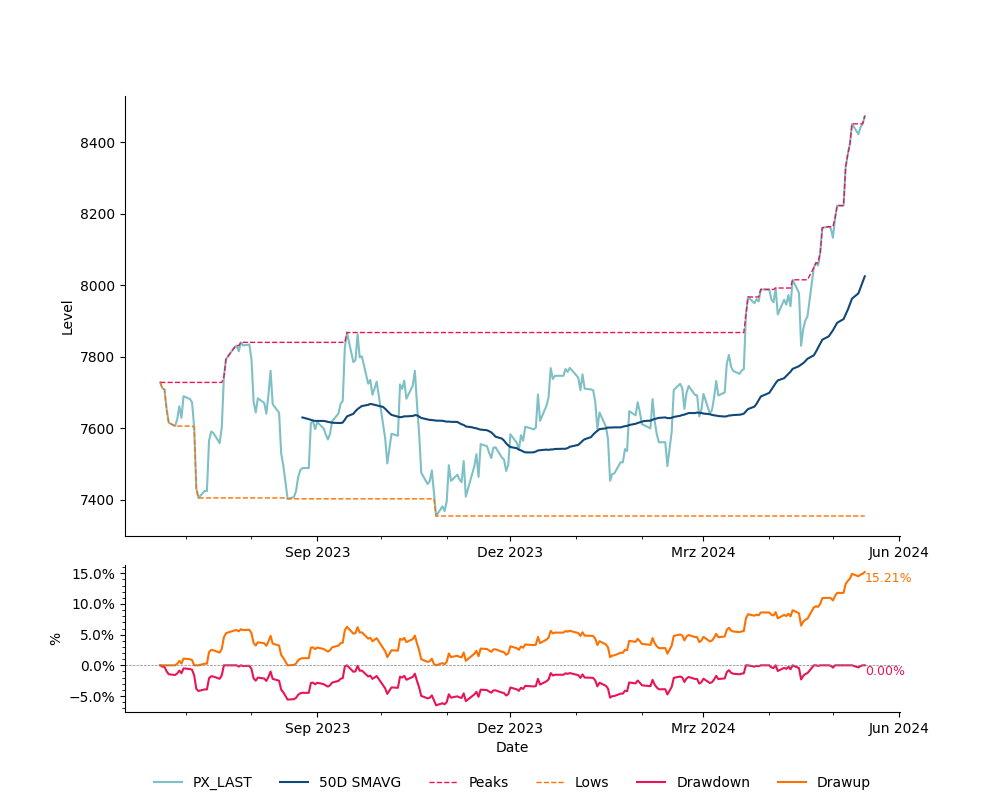 8400
8200
8000
7800
7600
7400
Level
Sep 2023 Dez 2023 Mrz 2024 Jun 2024
15.0%
10.0%
5.0%
0.0%
−5.0%
%
15.21%
0.00%
Sep 2023 Dez 2023 Mrz 2024 Jun 2024
Date
PX_LAST 50D SMAVG Peaks Lows Drawdown Drawup